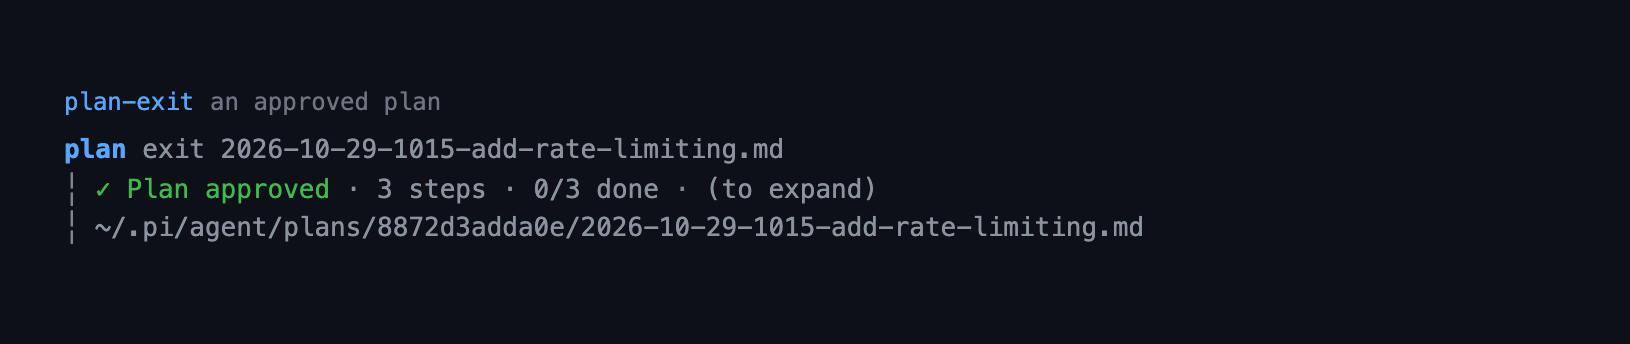 plan-exit an approved plan
plan exit 2026-10-29-1015-add-rate-limiting.md
✓ Plan approved · 3 steps · 0/3 done · (to expand)
~/.pi/agent/plans/8872d3adda0e/2026-10-29-1015-add-rate-limiting.md